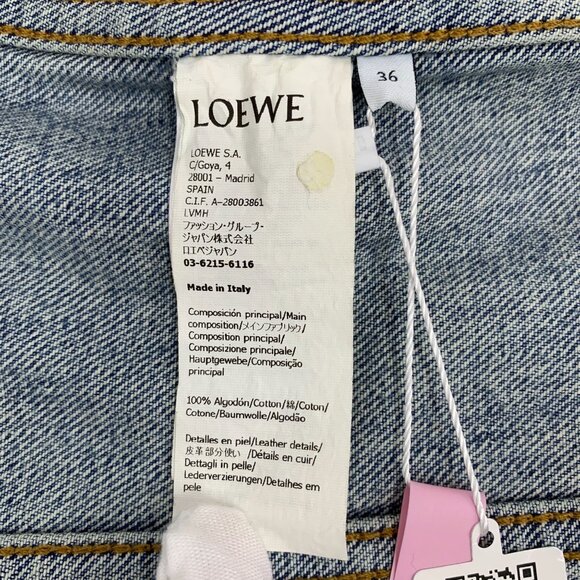 LOEWE
LOEWE S.A.
C/Goya, 4
28001 – Madrid
SPAIN
C.I.F. A-28003861
LVMH
ファッション・グループ・
ジャパン株式会社
ロエベジャパン
03-6215-6116
Made in Italy
Composición principal/Main
composition/メインファブリック/
Composition principal/
Composizione principale/
Hauptgewebe/Composição
principal
100% Algodón/Cotton/綿/Coton/
Cotone/Baumwolle/Algodão
Detalles en piel/Leather details/
皮革部分使い /Détails en cuir/
Dettagli in pelle/
Lederverzierungen/Detalhes em
pele
36